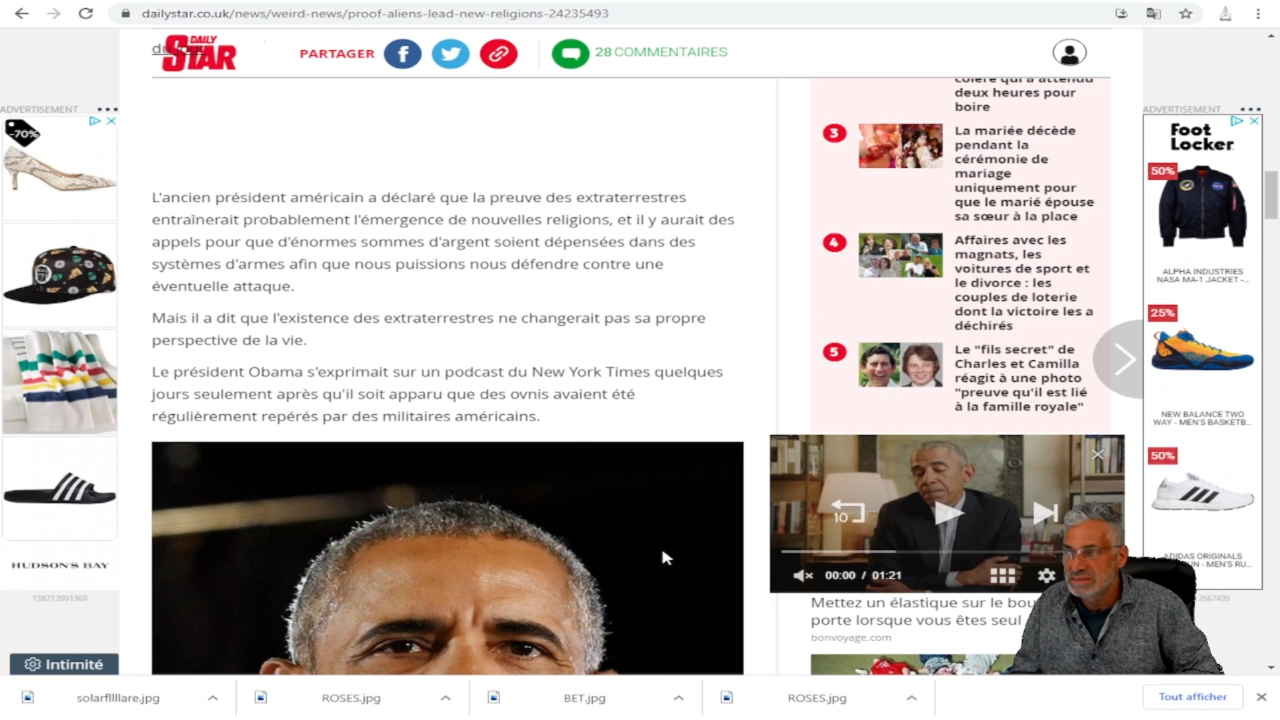 dailystar.co.uk/news/weird-news/proof-aliens-lead-new-religions-24235493
DAILY
STAR
PARTAGER
28 COMMENTAIRES
ADVERTISEMENT
-70%
HUDSON'S BAY
138212091369
Intimité
L'ancien président américain a déclaré que la preuve des extraterrestres
entraînerait probablement l'émergence de nouvelles religions, et il y aurait des
appels pour que d'énormes sommes d'argent soient dépensées dans des
systèmes d'armes afin que nous puissions nous défendre contre une
éventuelle attaque.
Mais il a dit que l'existence des extraterrestres ne changerait pas sa propre
perspective de la vie.
Le président Obama s'exprimait sur un podcast du New York Times quelques
jours seulement après qu'il soit apparu que des ovnis avaient été
régulièrement repérés par des militaires américains.
colère qui a attendu
deux heures pour
boire
3
La mariée décède
pendant la
cérémonie de
mariage
uniquement pour
que le marié épouse
sa sœur à la place
4
Affaires avec les
magnats, les
voitures de sport et
le divorce : les
couples de loterie
dont la victoire les a
déchirés
5
Le "fils secret" de
Charles et Camilla
réagit à une photo
"preuve qu'il est lié
à la famille royale"
10
00:00 / 01:21
Mettez un élastique sur le
porte lorsque vous êtes seul
bonvoyage.com
ADVERTISEMENT
Foot
Locker
50%
ALPHA INDUSTRIES
NASA MA-1 JACKET -...
25%
NEW BALANCE TWO
WAY - MEN'S BASKETB...
50%
ADIDAS ORIGINALS
- MEN'S RU...
2567435
solarfllllare.jpg
ROSES.jpg
BET.jpg
ROSES.jpg
Tout afficher